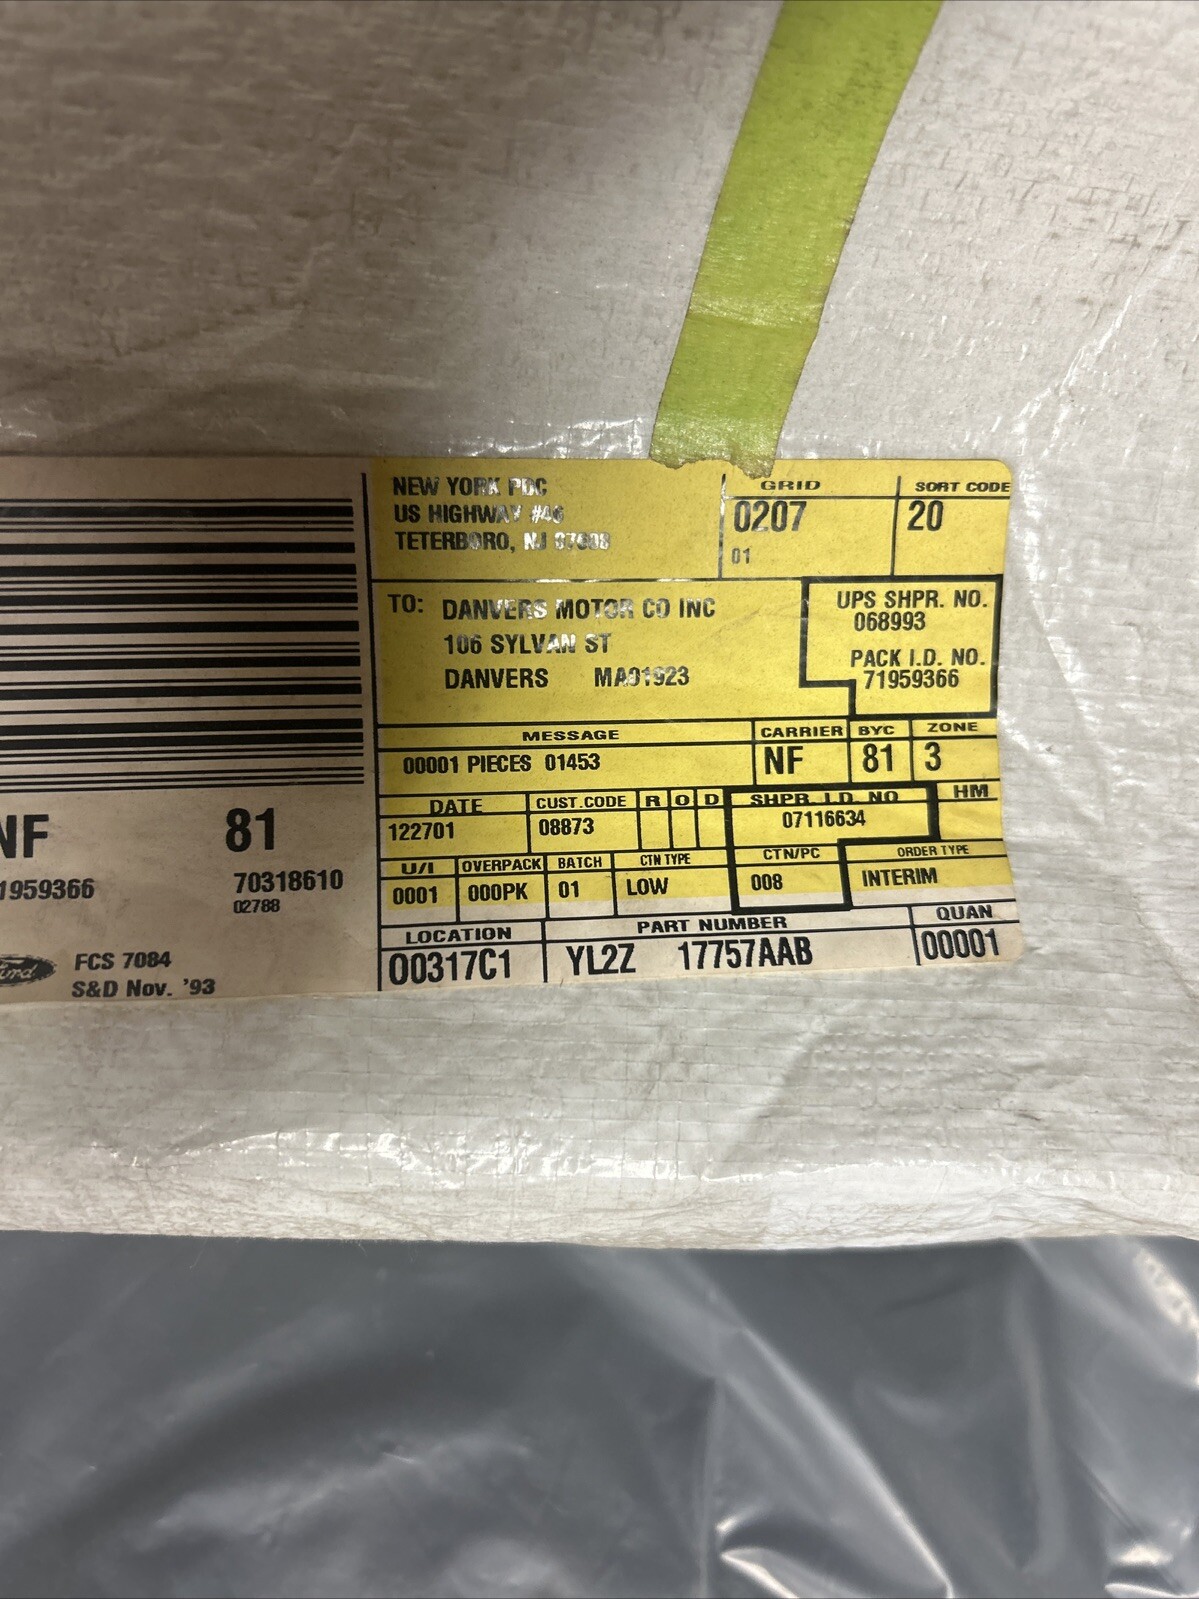 NEW YORK PDC
US HIGHWAY #46
TETERBORO, NJ 07608
GRID
0207
01
SORT CODE
20
TO: DANVERS MOTOR CO INC
106 SYLVAN ST
DANVERS MA01923
UPS SHPR. NO.
068993
PACK I.D. NO.
71959366
MESSAGE
00001 PIECES 01453
CARRIER
NF
BYC
81
ZONE
3
DATE
122701
CUST.CODE
08873
R O D
SHPR. I.D. NO
07116634
HM
U/I
0001
OVERPACK
000PK
BATCH
01
CTN TYPE
LOW
CTN/PC
008
ORDER TYPE
INTERIM
LOCATION
00317C1
PART NUMBER
YL2Z 17757AAB
QUAN
00001
NF 81
1959366 70318610
02788
Ford
FCS 7084
S&D Nov. '93